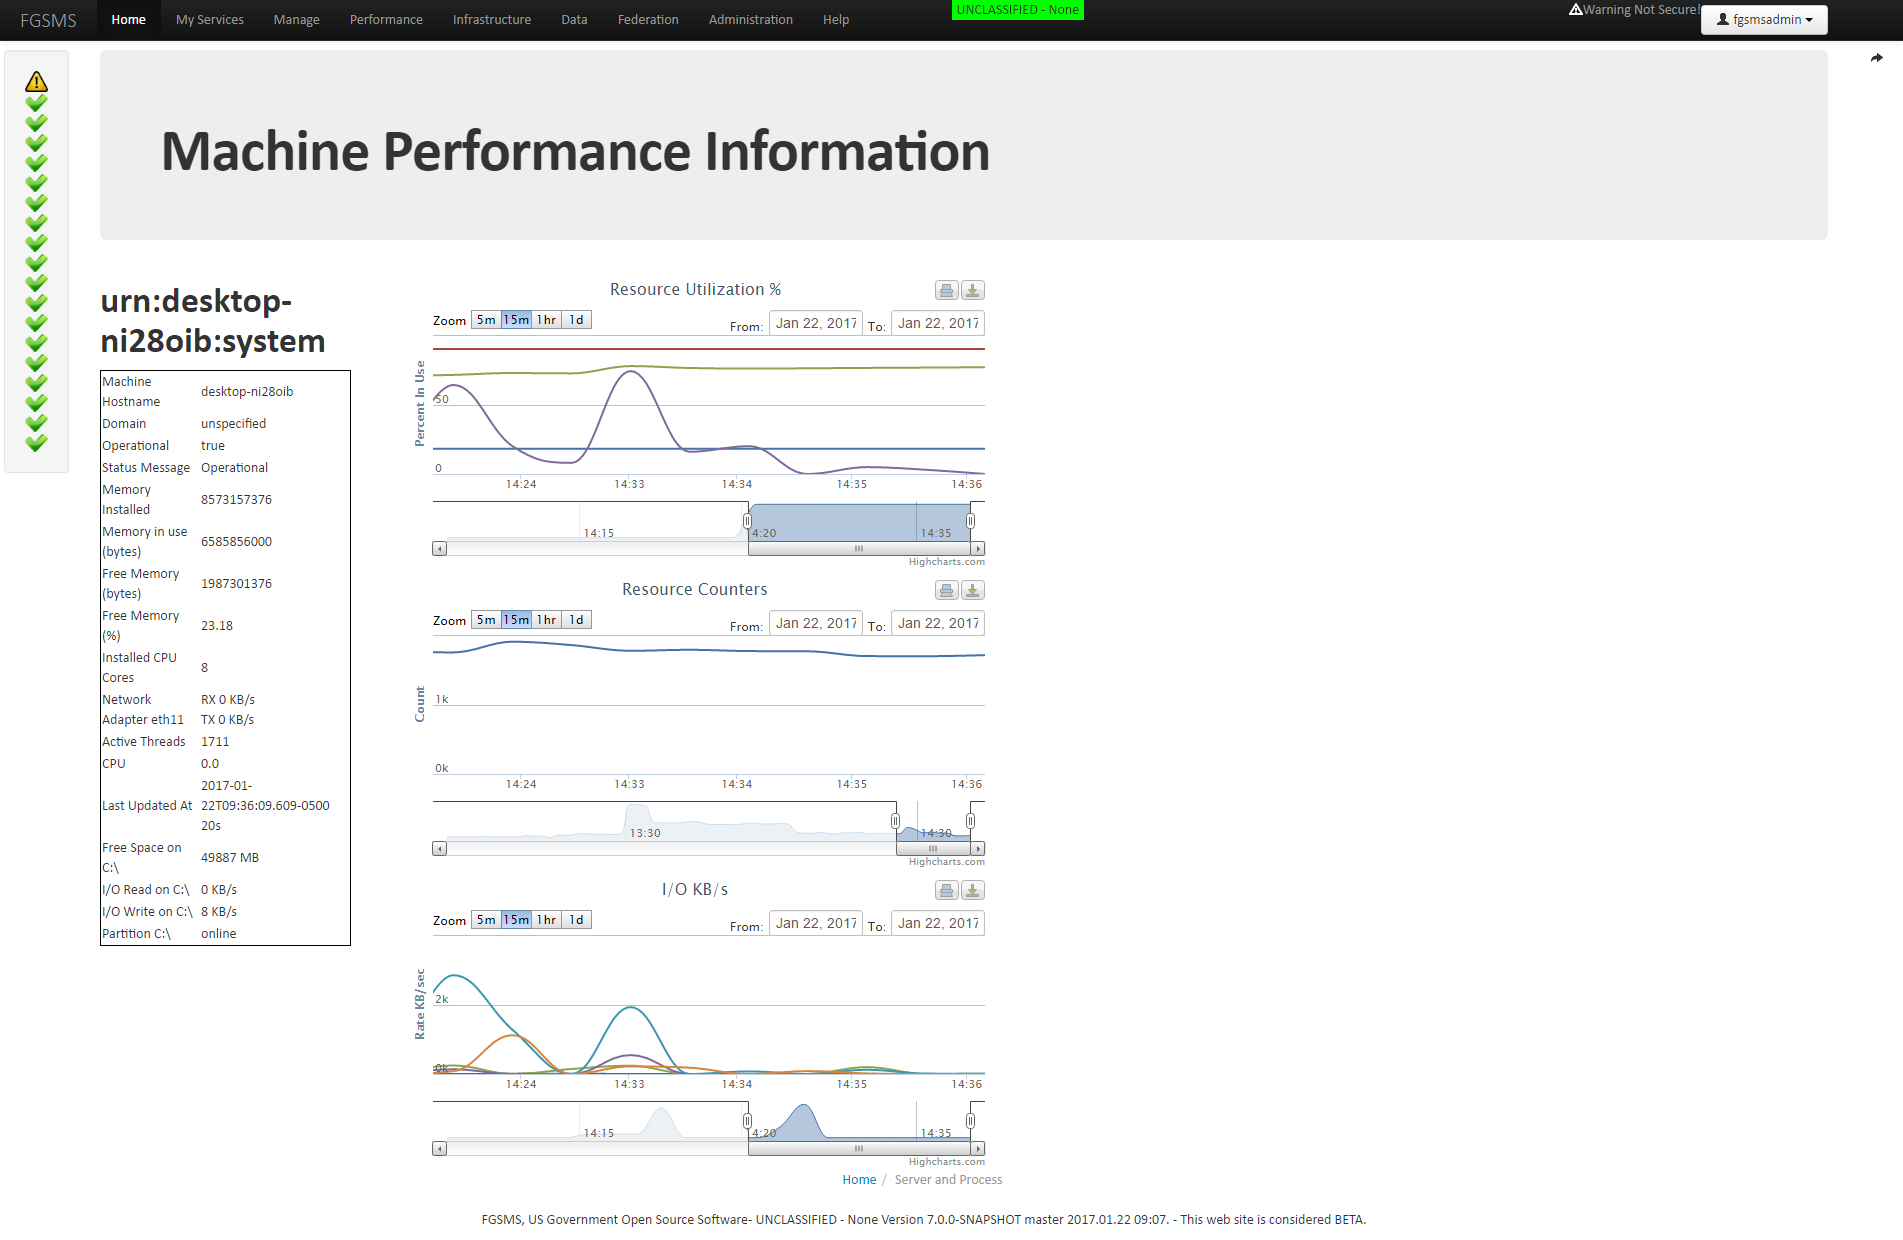 FGSMS Home My Services Manage Performance Infrastructure Data Federation Administration Help UNCLASSIFIED - None Warning Not Secure! fgsmsadmin
Machine Performance Information
urn:desktop-
ni28oib:system
Machine
Hostname desktop-ni28oib
Domain unspecified
Operational true
Status Message Operational
Memory
Installed 8573157376
Memory in use
(bytes) 6585856000
Free Memory
(bytes) 1987301376
Free Memory
(%) 23.18
Installed CPU
Cores 8
Network RX 0 KB/s
Adapter eth11 TX 0 KB/s
Active Threads 1711
CPU 0.0
2017-01-
Last Updated At 22T09:36:09.609-0500
20s
Free Space on
C:\ 49887 MB
I/O Read on C:\ 0 KB/s
I/O Write on C:\ 8 KB/s
Partition C:\ online
Resource Utilization %
Zoom 5m 15m 1hr 1d From: Jan 22, 2017 To: Jan 22, 2017
Percent In Use
50
0
14:24 14:33 14:34 14:35 14:36
14:15 4:20 14:35
Highcharts.com
Resource Counters
Zoom 5m 15m 1hr 1d From: Jan 22, 2017 To: Jan 22, 2017
Count
1k
0k
14:24 14:33 14:34 14:35 14:36
13:30 14:30
Highcharts.com
I/O KB/s
Zoom 5m 15m 1hr 1d From: Jan 22, 2017 To: Jan 22, 2017
Rate KB/sec
2k
0k
14:24 14:33 14:34 14:35 14:36
14:15 4:20 14:35
Highcharts.com
Home / Server and Process
FGSMS, US Government Open Source Software- UNCLASSIFIED - None Version 7.0.0-SNAPSHOT master 2017.01.22 09:07. - This web site is considered BETA.